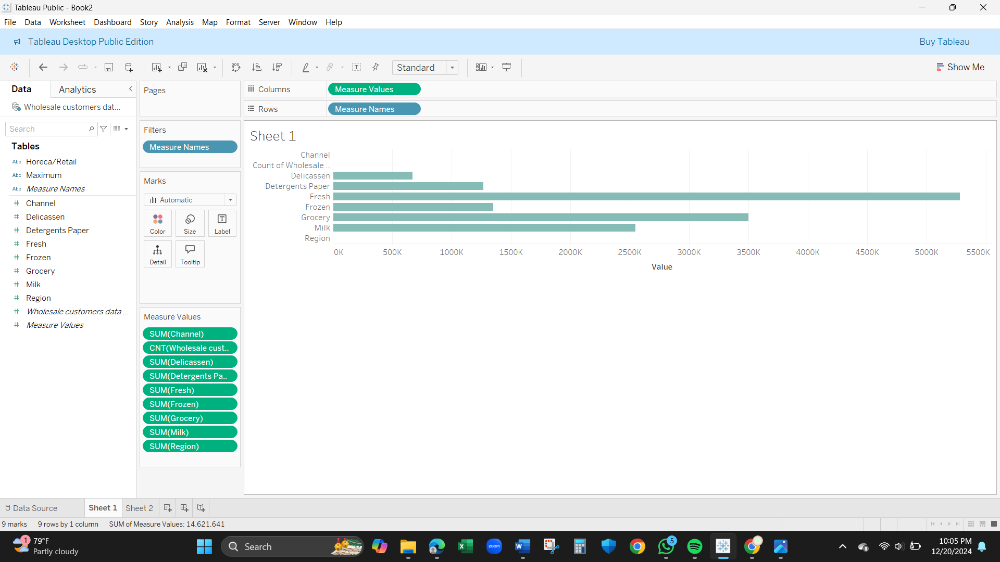 Tableau Public - Book2
File Data Worksheet Dashboard Story Analysis Map Format Server Window Help
Tableau Desktop Public Edition
Buy Tableau
Standard
Show Me
Data
Analytics
Wholesale customers dat...
Search
Tables
Abc Horeca/Retail
Abc Maximum
Abc Measure Names
# Channel
# Delicassen
# Detergents Paper
# Fresh
# Frozen
# Grocery
# Milk
# Region
# Wholesale customers data ...
# Measure Values
Pages
Filters
Measure Names
Marks
Automatic
Color
Size
T
Label
Detail
Tooltip
Measure Values
SUM(Channel)
CNT(Wholesale cust..
SUM(Delicassen)
SUM(Detergents Pa..
SUM(Fresh)
SUM(Frozen)
SUM(Grocery)
SUM(Milk)
SUM(Region)
Columns
Measure Values
Rows
Measure Names
Sheet 1
Channel
Count of Wholesale ..
Delicassen
Detergents Paper
Fresh
Frozen
Grocery
Milk
Region
0K 500K 1000K 1500K 2000K 2500K 3000K 3500K 4000K 4500K 5000K 5500K
Value
Data Source
Sheet 1
Sheet 2
9 marks 9 rows by 1 column SUM of Measure Values: 14,621,641
1
79°F
Partly cloudy
Search
zoom
5
10:05 PM
12/20/2024